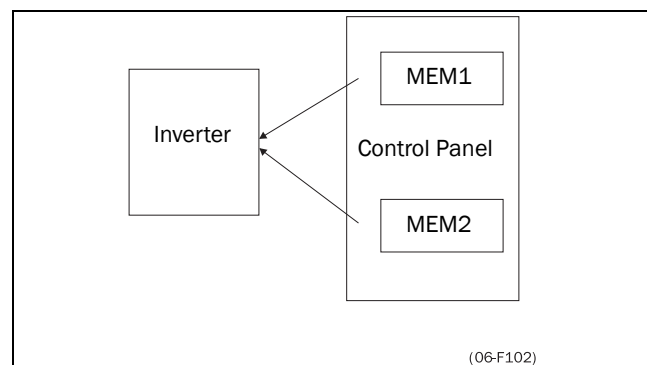 MEM1
Inverter
Control Panel
MEM2
(06-F102)